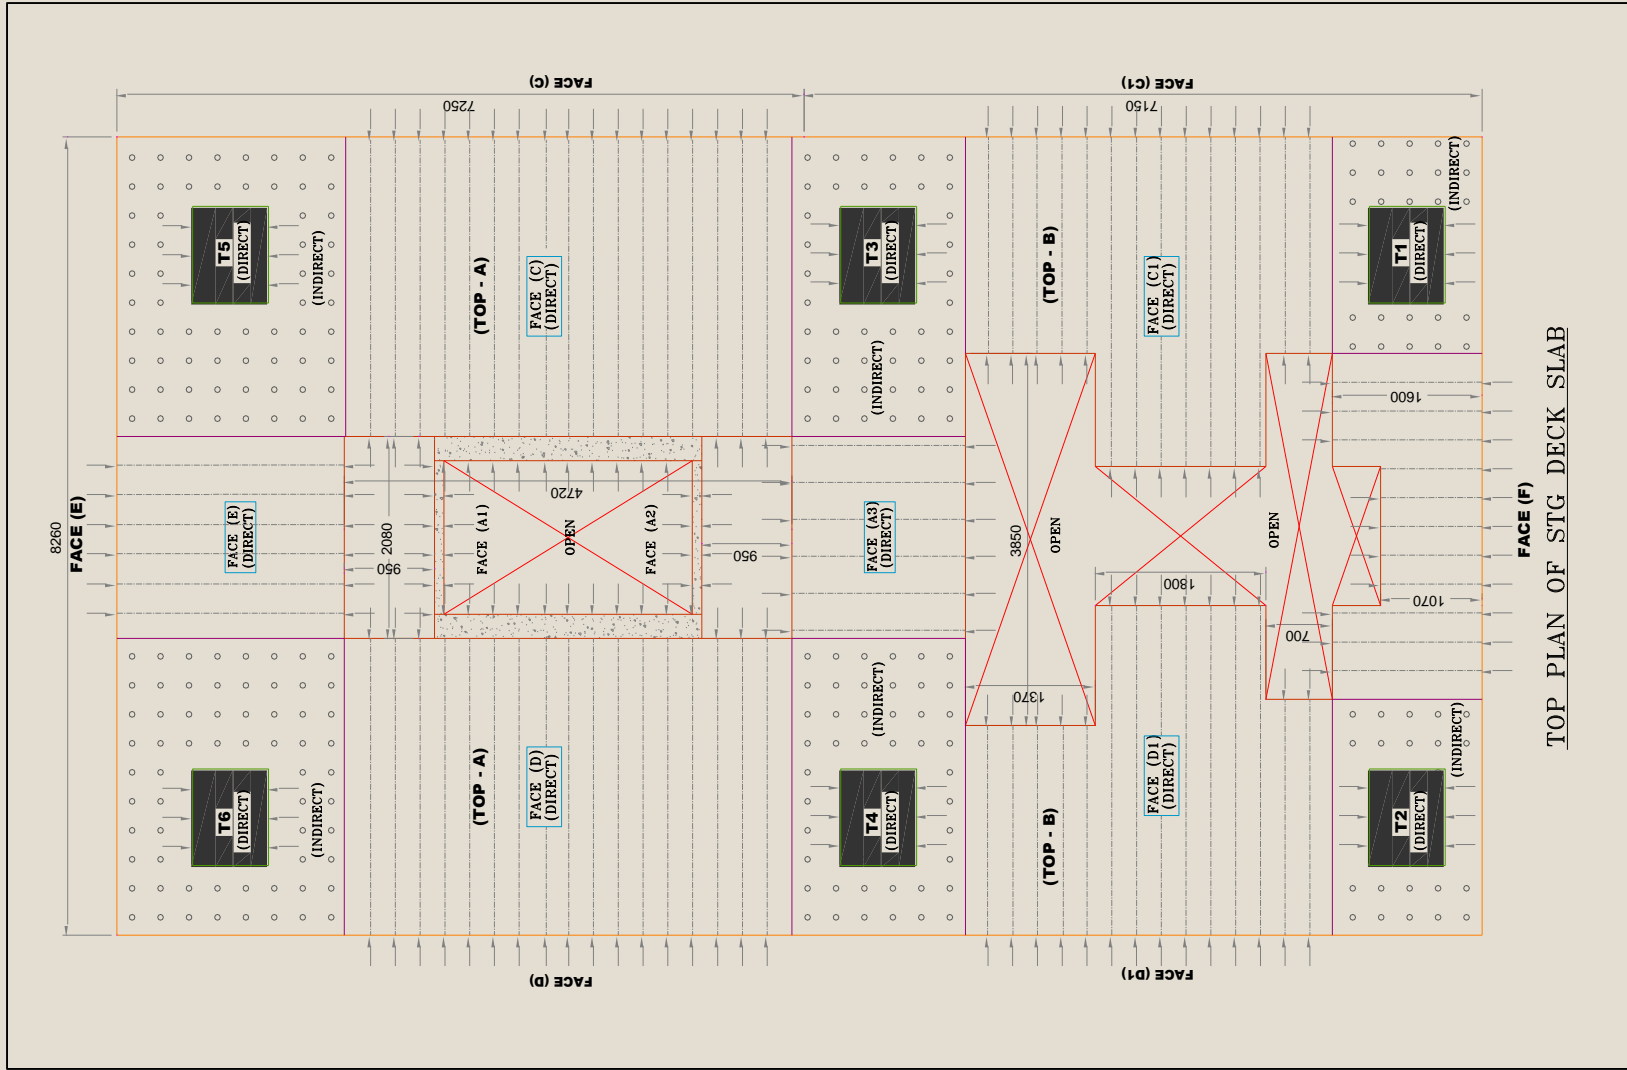 FACE (C)
FACE (C1)
7250
7150
T5
(DIRECT)
(INDIRECT)
(TOP - A)
FACE (C)
(DIRECT)
T3
(DIRECT)
(INDIRECT)
(TOP - B)
FACE (C1)
(DIRECT)
T1
(DIRECT)
(INDIRECT)
8260
FACE (E)
FACE (E)
(DIRECT)
950
2080
4720
FACE (A1)
OPEN
FACE (A2)
950
FACE (A3)
(DIRECT)
3850
OPEN
1370
1800
OPEN
700
1600
1070
FACE (F)
TOP PLAN OF STG DECK SLAB
T6
(DIRECT)
(INDIRECT)
(TOP - A)
FACE (D)
(DIRECT)
T4
(DIRECT)
(INDIRECT)
(TOP - B)
FACE (D1)
(DIRECT)
T2
(DIRECT)
(INDIRECT)
FACE (D)
FACE (D1)